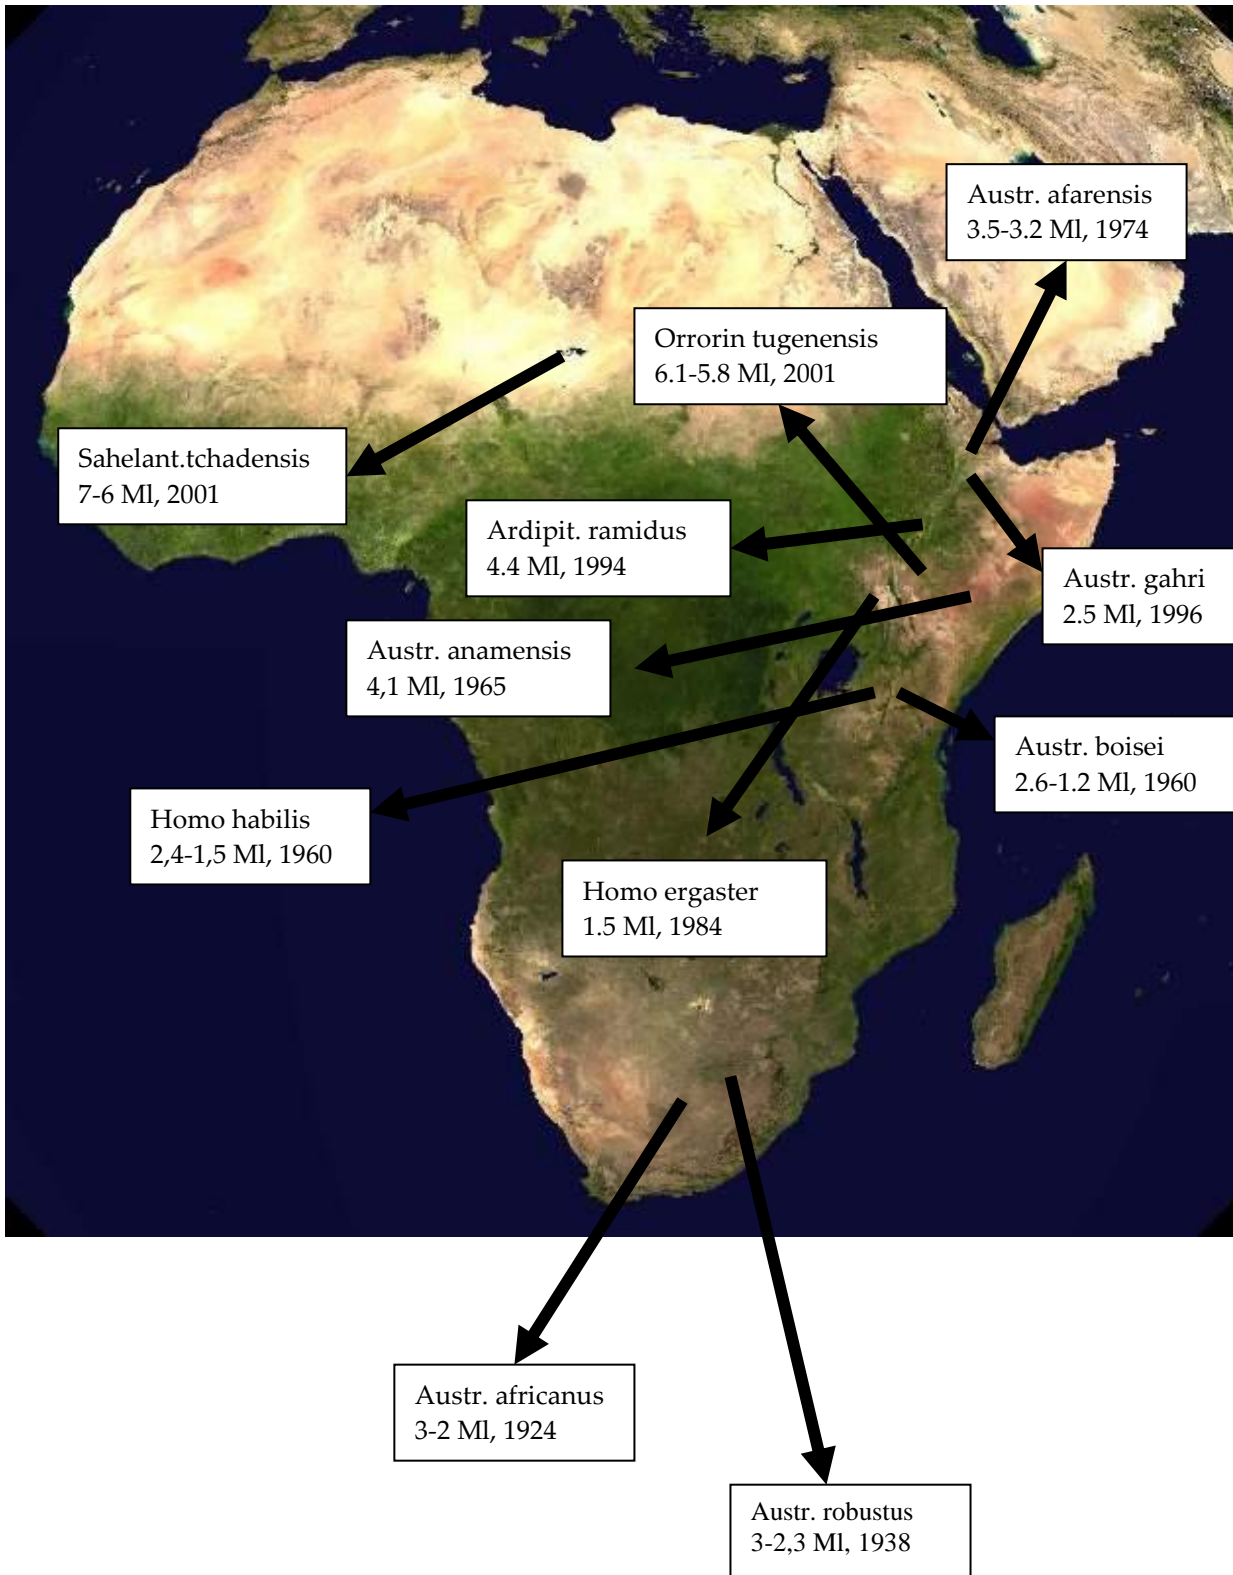 Austr. afarensis
3.5-3.2 Ml, 1974
Orrorin tugenensis
6.1-5.8 Ml, 2001
Sahelant.tchadensis
7-6 Ml, 2001
Ardipit. ramidus
4.4 Ml, 1994
Austr. gahri
2.5 Ml, 1996
Austr. anamensis
4,1 Ml, 1965
Austr. boisei
2.6-1.2 Ml, 1960
Homo habilis
2,4-1,5 Ml, 1960
Homo ergaster
1.5 Ml, 1984
Austr. africanus
3-2 Ml, 1924
Austr. robustus
3-2,3 Ml, 1938